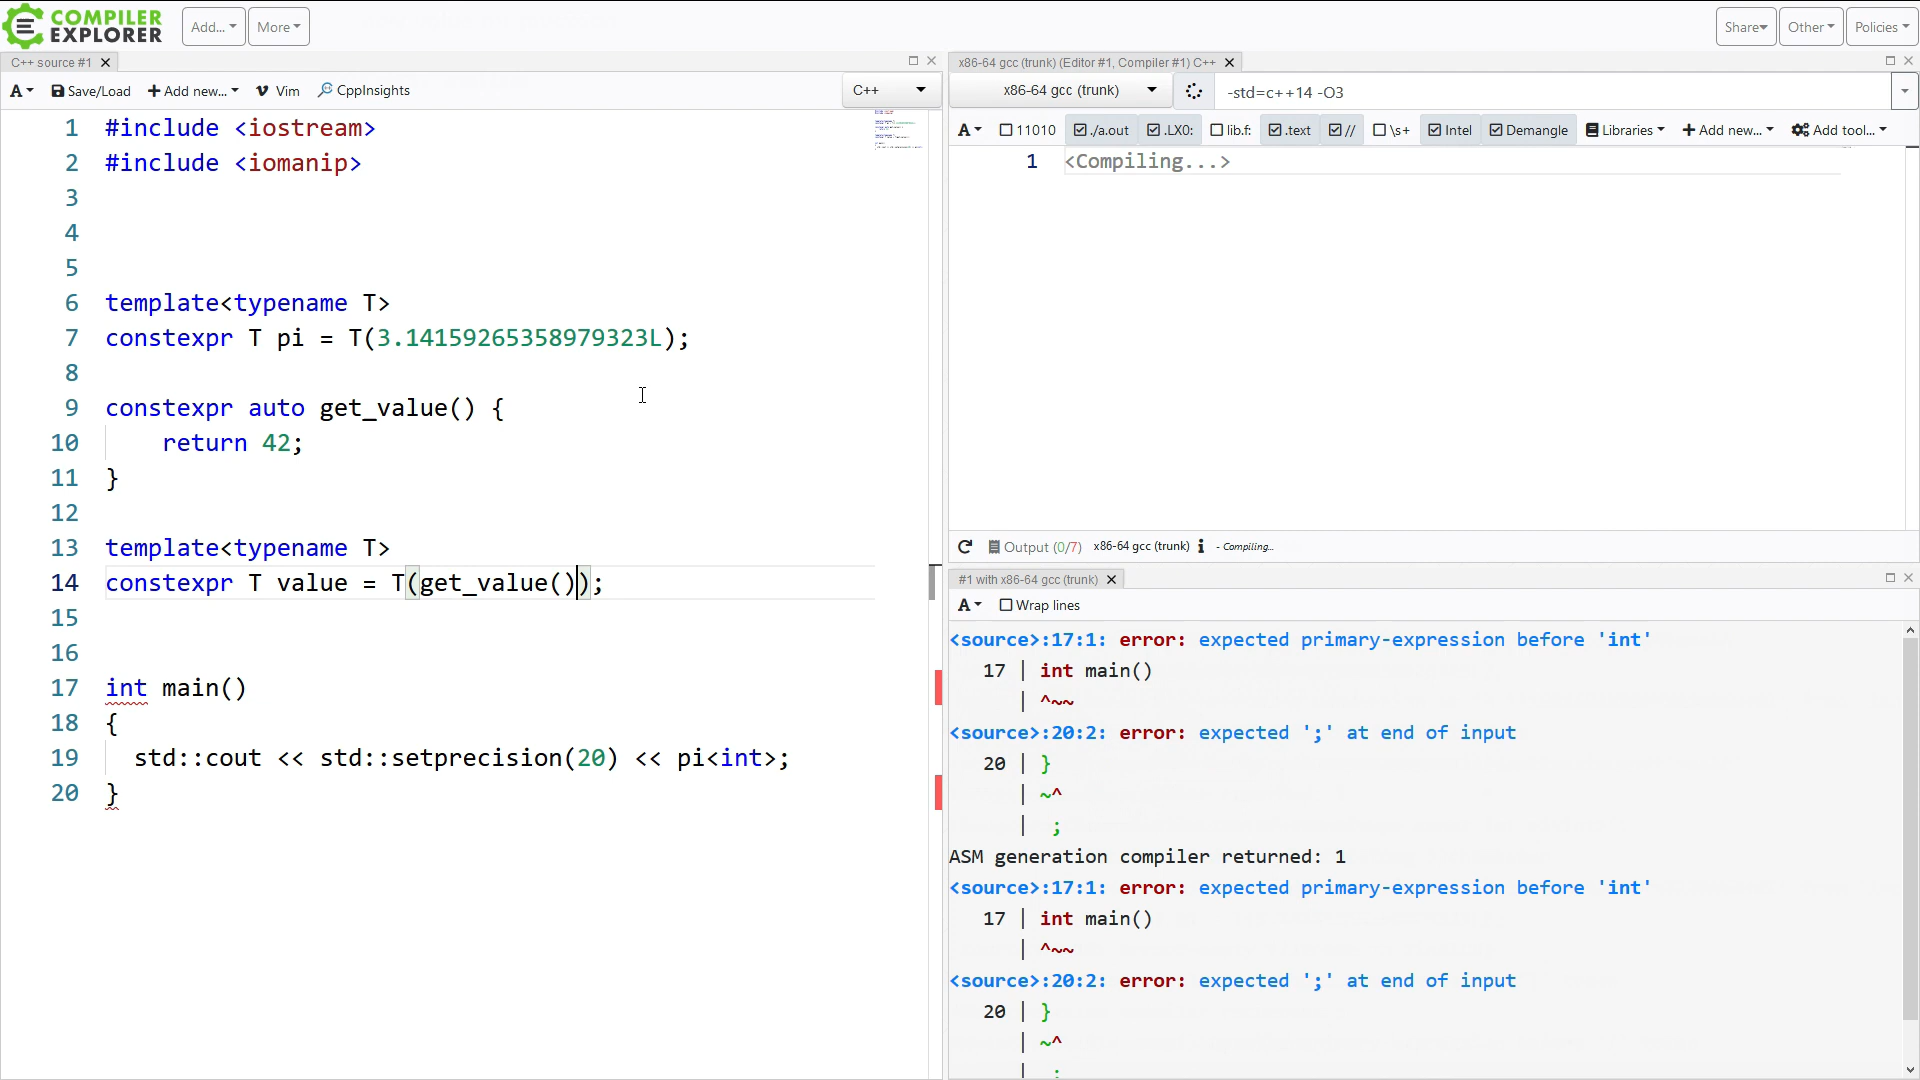 COMPILER
EXPLORER
Add...
More
Share
Other
Policies
C++ source #1
A
Save/Load
Add new...
Vim
CppInsights
C++
1 #include <iostream>
2 #include <iomanip>
3
4
5
6 template<typename T>
7 constexpr T pi = T(3.14159265358979323L);
8
9 constexpr auto get_value() {
10 return 42;
11 }
12
13 template<typename T>
14 constexpr T value = T(get_value());
15
16
17 int main()
18 {
19 std::cout << std::setprecision(20) << pi<int>;
20 }
x86-64 gcc (trunk) (Editor #1, Compiler #1) C++
x86-64 gcc (trunk)
-std=c++14 -O3
A
11010
./a.out
.LX0:
lib.f:
.text
//
\s+
Intel
Demangle
Libraries
Add new...
Add tool...
1 <Compiling...>
Output (0/7) x86-64 gcc (trunk) i - Compiling...
#1 with x86-64 gcc (trunk)
A
Wrap lines
<source>:17:1: error: expected primary-expression before 'int'
17 | int main()
| ^~~
<source>:20:2: error: expected ';' at end of input
20 | }
| ~^
| ;
ASM generation compiler returned: 1
<source>:17:1: error: expected primary-expression before 'int'
17 | int main()
| ^~~
<source>:20:2: error: expected ';' at end of input
20 | }
| ~^
| ;